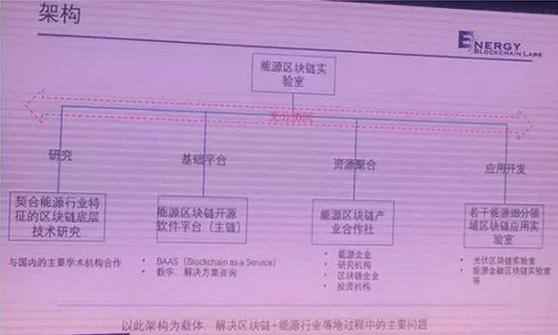 架构
ENERGY
BLOCKCHAIN LABS
能源区块链实
验室
充分协同
研究
基础平台
资源聚合
应用开发
契合能源行业特
征的区块链底层
技术研究
能源区块链开源
软件平台（主链）
能源区块链产
业合作社
若干能源细分领
域区块链应用实
验室
与国内的主要学术机构合作
• BAAS（Blockchain as a Service）
• 数字、解决方案咨询
• 能源企业
• 研究机构
• 区块链企业
• 投资机构
• 光伏区块链实验室
• 能源金融区块链实验室
等
以此架构为载体，解决区块链+能源行业落地过程中的主要问题